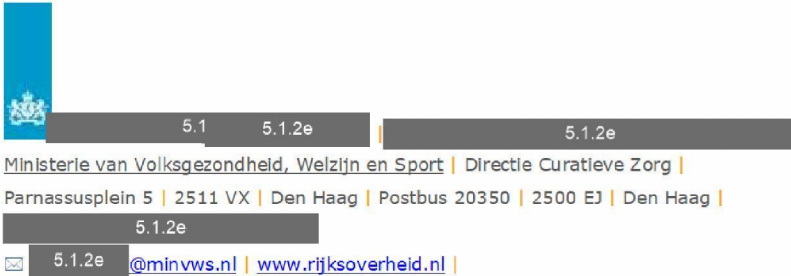 5.1 5.1.2e | 5.1.2e
Ministerie van Volksgezondheid, Welzijn en Sport | Directie Curatieve Zorg |
Parnassusplein 5 | 2511 VX | Den Haag | Postbus 20350 | 2500 EJ | Den Haag |
5.1.2e
5.1.2e @minvws.nl | www.rijksoverheid.nl |